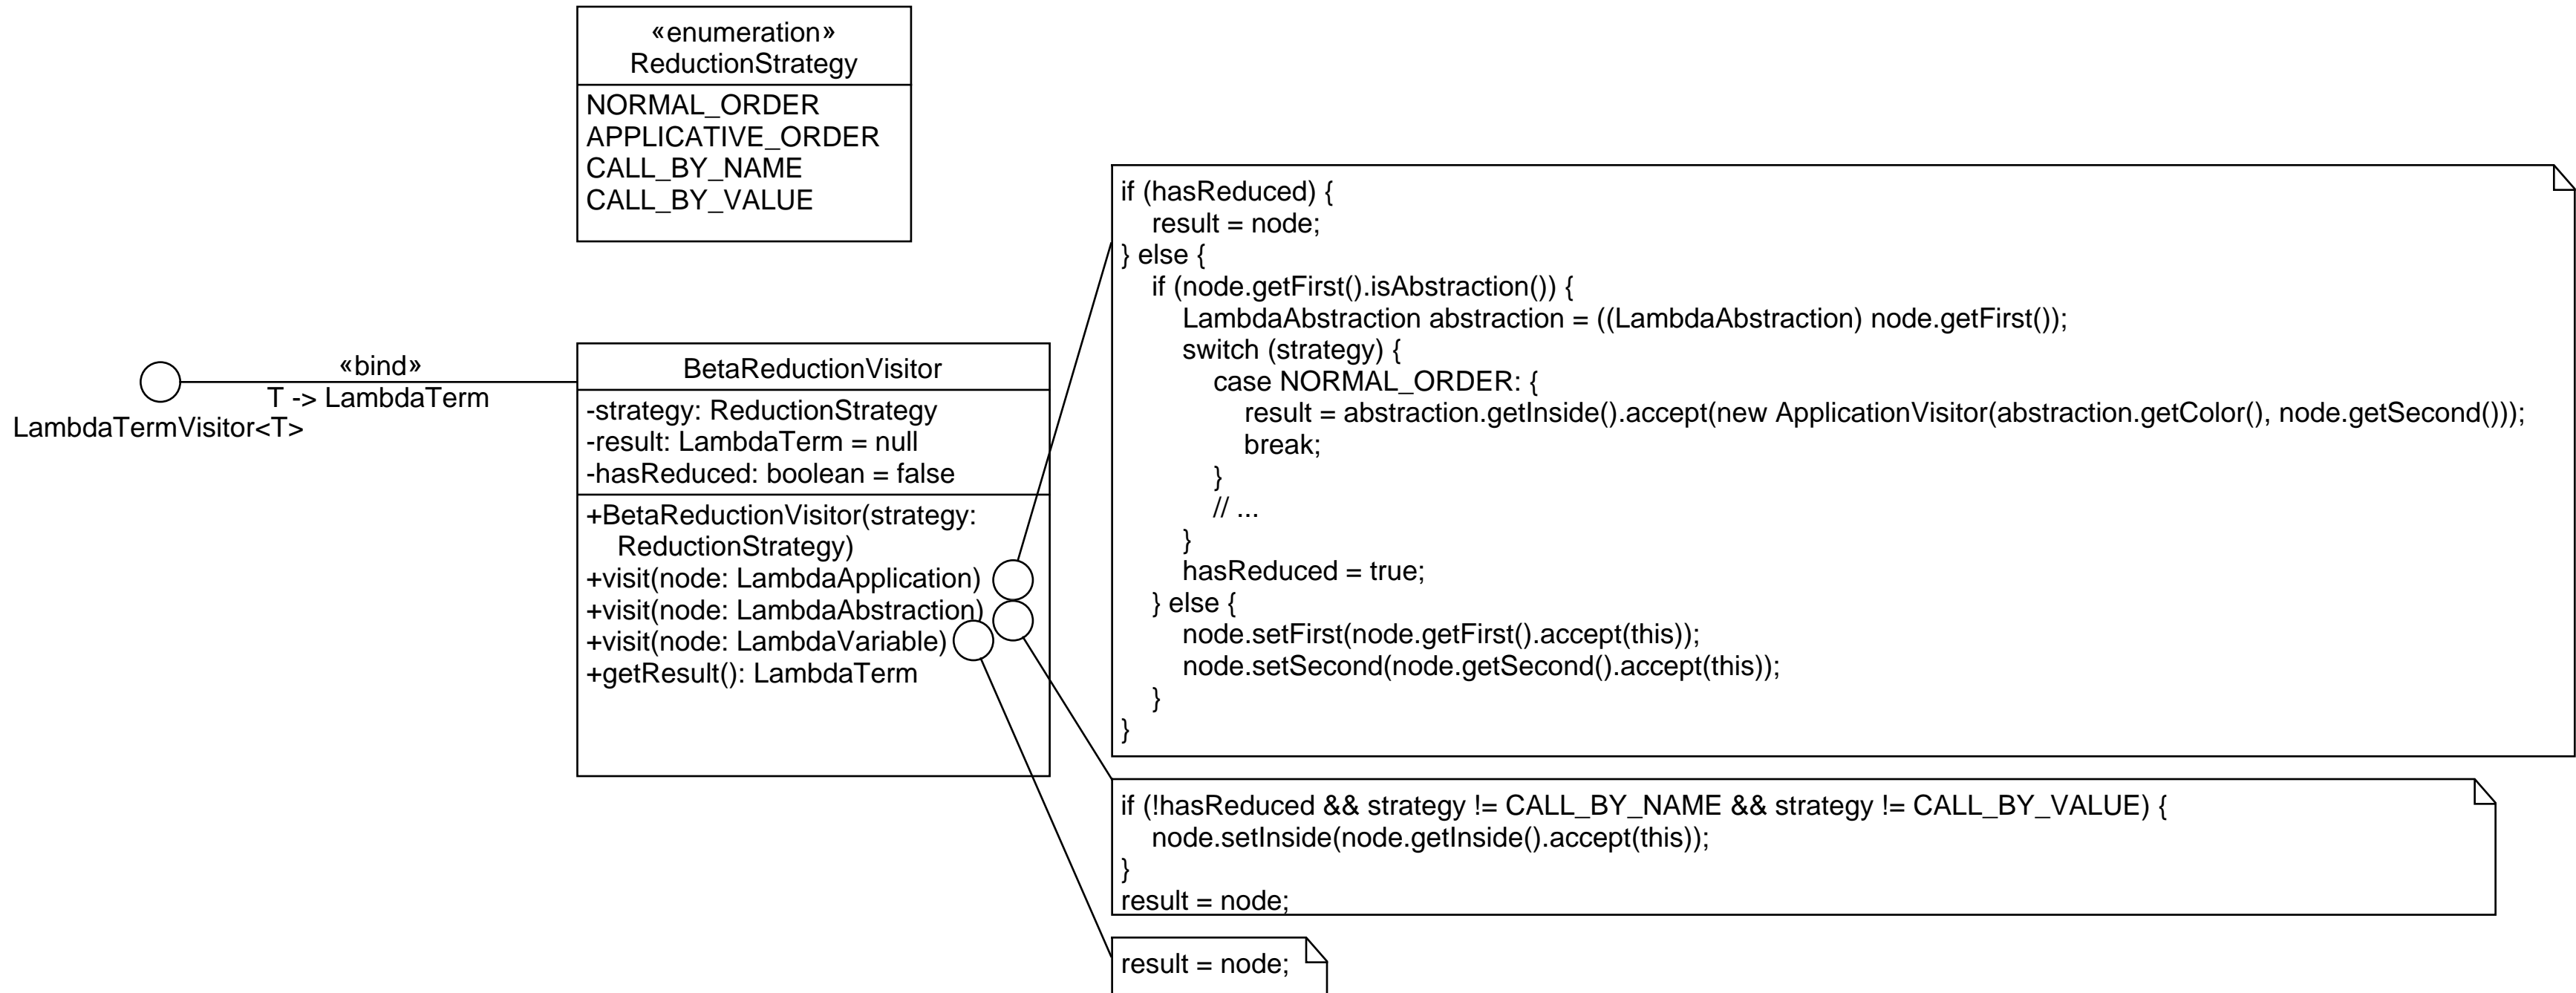 «enumeration»
ReductionStrategy
NORMAL_ORDER
APPLICATIVE_ORDER
CALL_BY_NAME
CALL_BY_VALUE
«bind»
T -> LambdaTerm
LambdaTermVisitor<T>
BetaReductionVisitor
-strategy: ReductionStrategy
-result: LambdaTerm = null
-hasReduced: boolean = false
+BetaReductionVisitor(strategy:
ReductionStrategy)
+visit(node: LambdaApplication)
+visit(node: LambdaAbstraction)
+visit(node: LambdaVariable)
+getResult(): LambdaTerm
if (hasReduced) {
result = node;
} else {
if (node.getFirst().isAbstraction()) {
LambdaAbstraction abstraction = ((LambdaAbstraction) node.getFirst());
switch (strategy) {
case NORMAL_ORDER: {
result = abstraction.getInside().accept(new ApplicationVisitor(abstraction.getColor(), node.getSecond()));
break;
}
// ...
}
hasReduced = true;
} else {
node.setFirst(node.getFirst().accept(this));
node.setSecond(node.getSecond().accept(this));
}
}
if (!hasReduced && strategy != CALL_BY_NAME && strategy != CALL_BY_VALUE) {
node.setInside(node.getInside().accept(this));
}
result = node;
result = node;